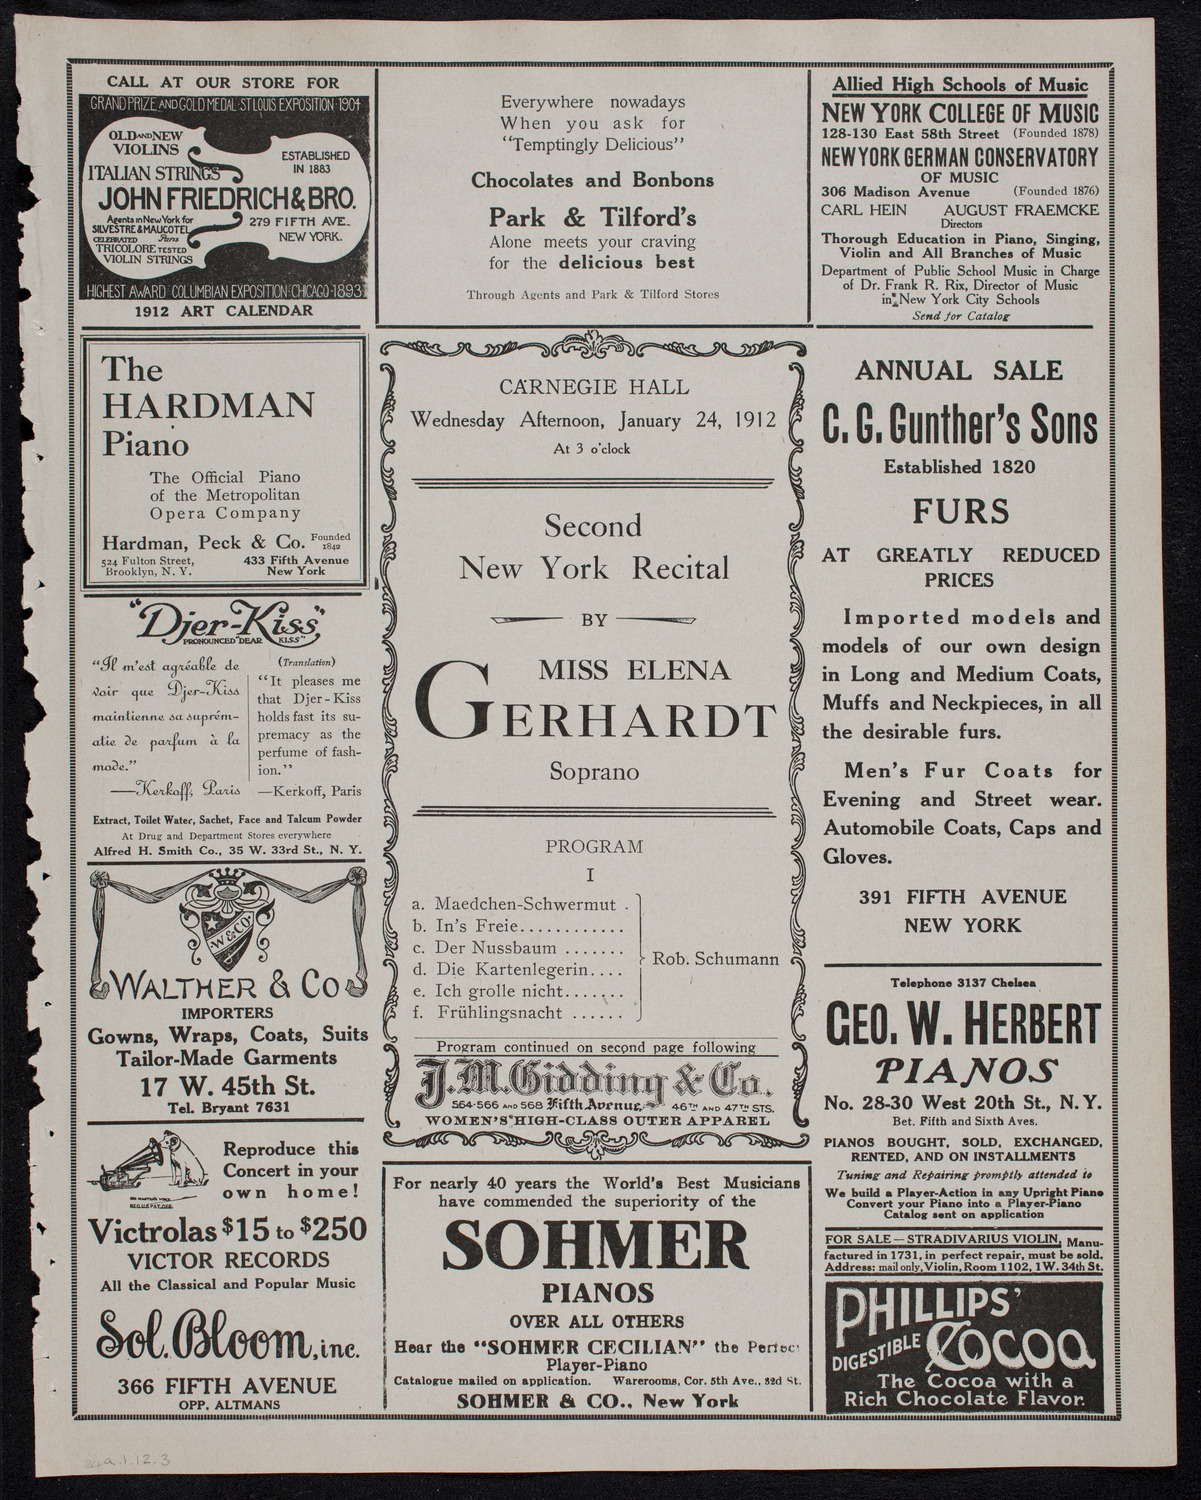 CALL AT OUR STORE FOR
GRAND PRIZE AND GOLD MEDAL · ST LOUIS EXPOSITION · 1904
OLD AND NEW
VIOLINS
ITALIAN STRINGS
ESTABLISHED
IN 1883
JOHN FRIEDRICH & BRO.
Agents in New York for
SILVESTRE & MAUCOTEL
CELEBRATED Paris
TRICOLORE TESTED
VIOLIN STRINGS
279 FIFTH AVE.
NEW YORK.
HIGHEST AWARD COLUMBIAN EXPOSITION · CHICAGO · 1893
1912 ART CALENDAR
Everywhere nowadays
When you ask for
"Temptingly Delicious"
Chocolates and Bonbons
Park & Tilford's
Alone meets your craving
for the delicious best
Through Agents and Park & Tilford Stores
Allied High Schools of Music
NEW YORK COLLEGE OF MUSIC
128-130 East 58th Street (Founded 1878)
NEW YORK GERMAN CONSERVATORY
OF MUSIC
306 Madison Avenue (Founded 1876)
CARL HEIN AUGUST FRAEMCKE
Directors
Thorough Education in Piano, Singing,
Violin and All Branches of Music
Department of Public School Music in Charge
of Dr. Frank R. Rix, Director of Music
in New York City Schools
Send for Catalog
The
HARDMAN
Piano
The Official Piano
of the Metropolitan
Opera Company
Hardman, Peck & Co. Founded 1842
524 Fulton Street,
Brooklyn, N. Y.
433 Fifth Avenue
New York
"Djer-Kiss"
PRONOUNCED "DEAR KISS"
"Il m'est agréable de
voir que Djer-Kiss
maintienne sa suprém-
atie de parfum à la
mode."
—Kerkoff, Paris
(Translation)
"It pleases me
that Djer-Kiss
holds fast its su-
premacy as the
perfume of fash-
ion."
—Kerkoff, Paris
Extract, Toilet Water, Sachet, Face and Talcum Powder
At Drug and Department Stores everywhere
Alfred H. Smith Co., 35 W. 33rd St., N. Y.
W & CO
WALTHER & CO
IMPORTERS
Gowns, Wraps, Coats, Suits
Tailor-Made Garments
17 W. 45th St.
Tel. Bryant 7631
HIS MASTER'S VOICE
REG. U.S. PAT. OFF.
Reproduce this
Concert in your
own home!
Victrolas $15 to $250
VICTOR RECORDS
All the Classical and Popular Music
Sol. Bloom, inc.
366 FIFTH AVENUE
OPP. ALTMANS
CARNEGIE HALL
Wednesday Afternoon, January 24, 1912
At 3 o'clock
Second
New York Recital
BY
MISS ELENA
GERHARDT
Soprano
PROGRAM
I
a. Maedchen-Schwermut .
b. In's Freie............
c. Der Nussbaum .......
d. Die Kartenlegerin....
e. Ich grolle nicht.......
f. Frühlingsnacht ......
Rob. Schumann
Program continued on second page following
J. M. Gidding & Co.
564-566 AND 568 Fifth Avenue, 46TH AND 47TH STS.
WOMEN'S HIGH-CLASS OUTER APPAREL
For nearly 40 years the World's Best Musicians
have commended the superiority of the
SOHMER
PIANOS
OVER ALL OTHERS
Hear the "SOHMER CECILIAN" the Perfec
Player-Piano
Catalogue mailed on application. Warerooms, Cor. 5th Ave., 32d St.
SOHMER & CO., New York
ANNUAL SALE
C. G. Gunther's Sons
Established 1820
FURS
AT GREATLY REDUCED
PRICES
Imported models and
models of our own design
in Long and Medium Coats,
Muffs and Neckpieces, in all
the desirable furs.
Men's Fur Coats for
Evening and Street wear.
Automobile Coats, Caps and
Gloves.
391 FIFTH AVENUE
NEW YORK
Telephone 3137 Chelsea
GEO. W. HERBERT
PIANOS
No. 28-30 West 20th St., N. Y.
Bet. Fifth and Sixth Aves.
PIANOS BOUGHT, SOLD, EXCHANGED,
RENTED, AND ON INSTALLMENTS
Tuning and Repairing promptly attended to
We build a Player-Action in any Upright Piano
Convert your Piano into a Player-Piano
Catalog sent on application
FOR SALE—STRADIVARIUS VIOLIN, Manu-
factured in 1731, in perfect repair, must be sold.
Address: mail only, Violin, Room 1102, 1 W. 34th St.
PHILLIPS'
DIGESTIBLE COCOA
The Cocoa with a
Rich Chocolate Flavor.
24a.1.12.3